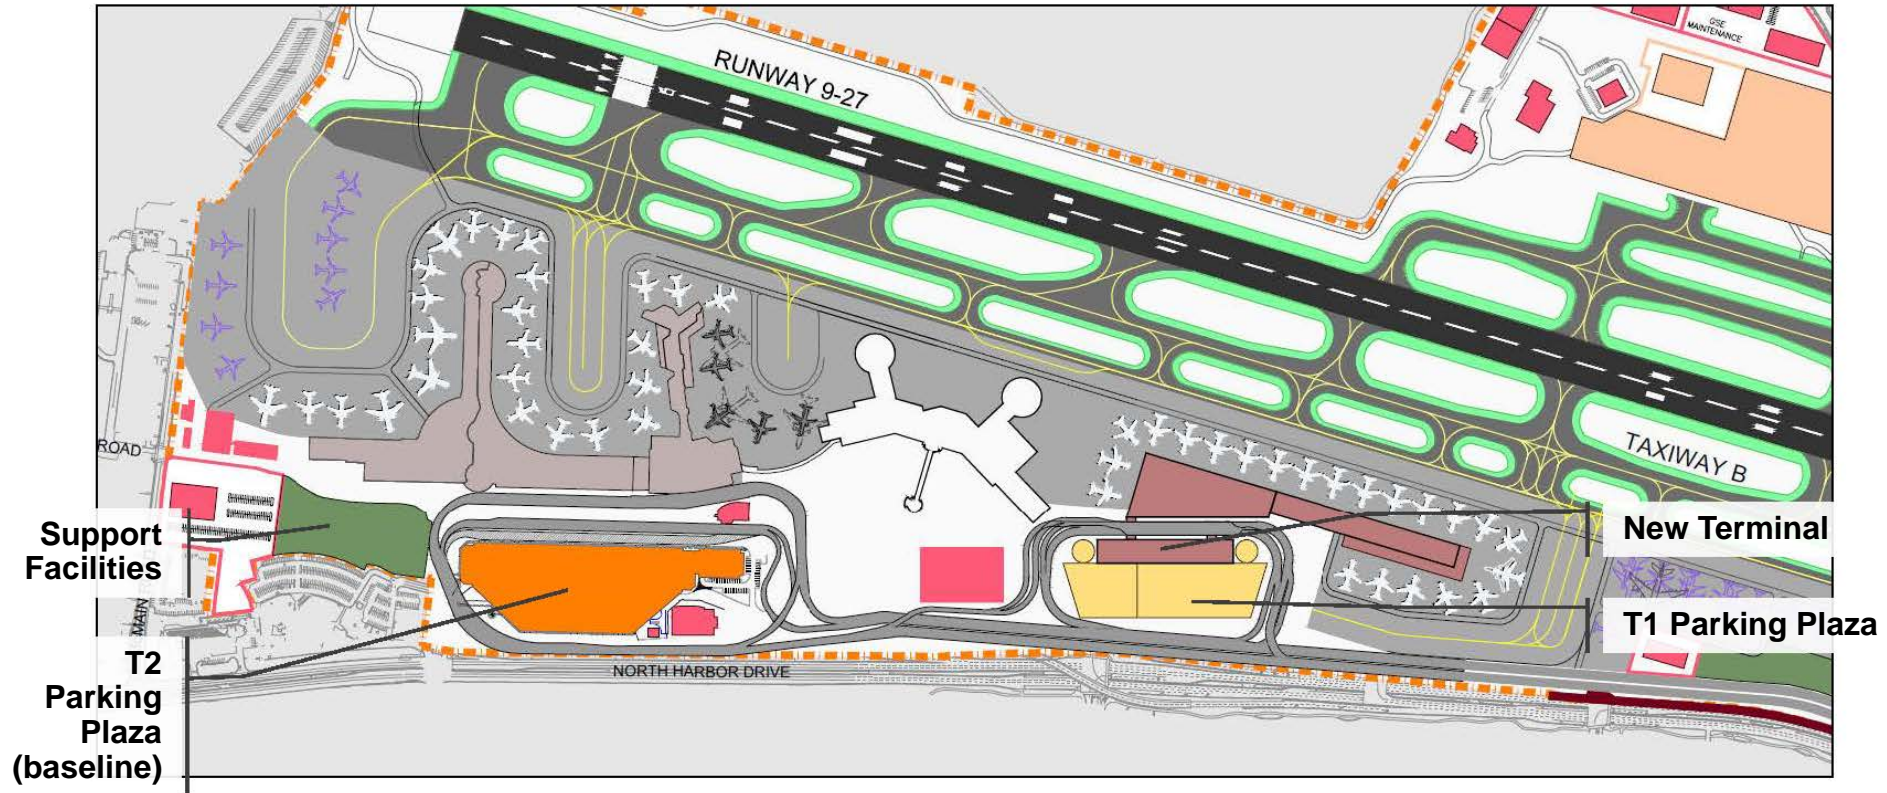 GSE
MAINTENANCE
RUNWAY 9-27
TAXIWAY B
ROAD
Support
Facilities
New Terminal
MAIN
T1 Parking Plaza
T2
Parking
Plaza
(baseline)
NORTH HARBOR DRIVE